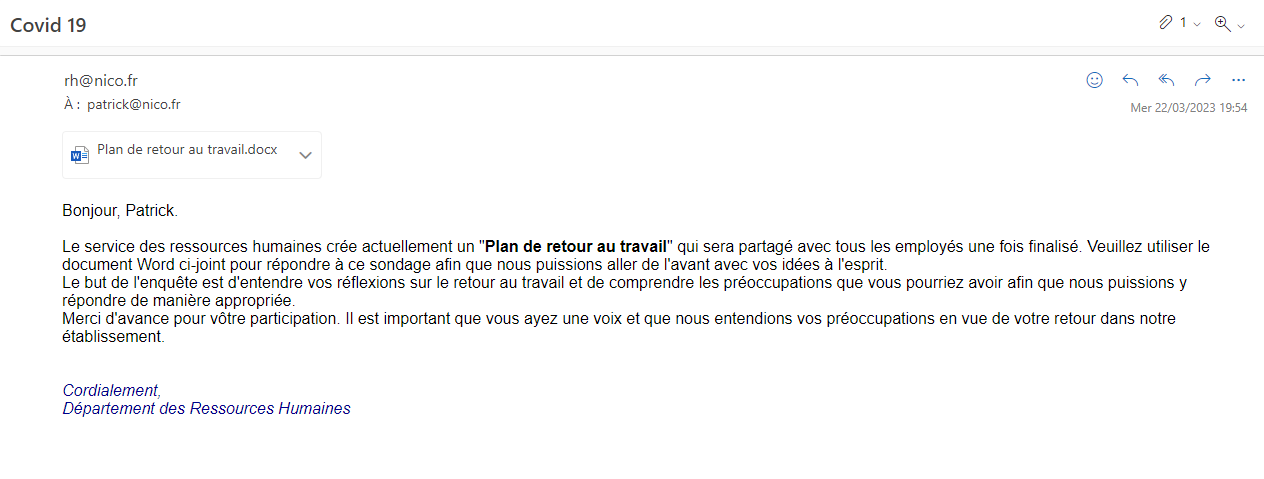 Covid 19
1
rh@nico.fr
À : patrick@nico.fr
Mer 22/03/2023 19:54
Plan de retour au travail.docx
Bonjour, Patrick.
Le service des ressources humaines crée actuellement un "Plan de retour au travail" qui sera partagé avec tous les employés une fois finalisé. Veuillez utiliser le
document Word ci-joint pour répondre à ce sondage afin que nous puissions aller de l'avant avec vos idées à l'esprit.
Le but de l'enquête est d'entendre vos réflexions sur le retour au travail et de comprendre les préoccupations que vous pourriez avoir afin que nous puissions y
répondre de manière appropriée.
Merci d'avance pour vôtre participation. Il est important que vous ayez une voix et que nous entendions vos préoccupations en vue de votre retour dans notre
établissement.
Cordialement,
Département des Ressources Humaines